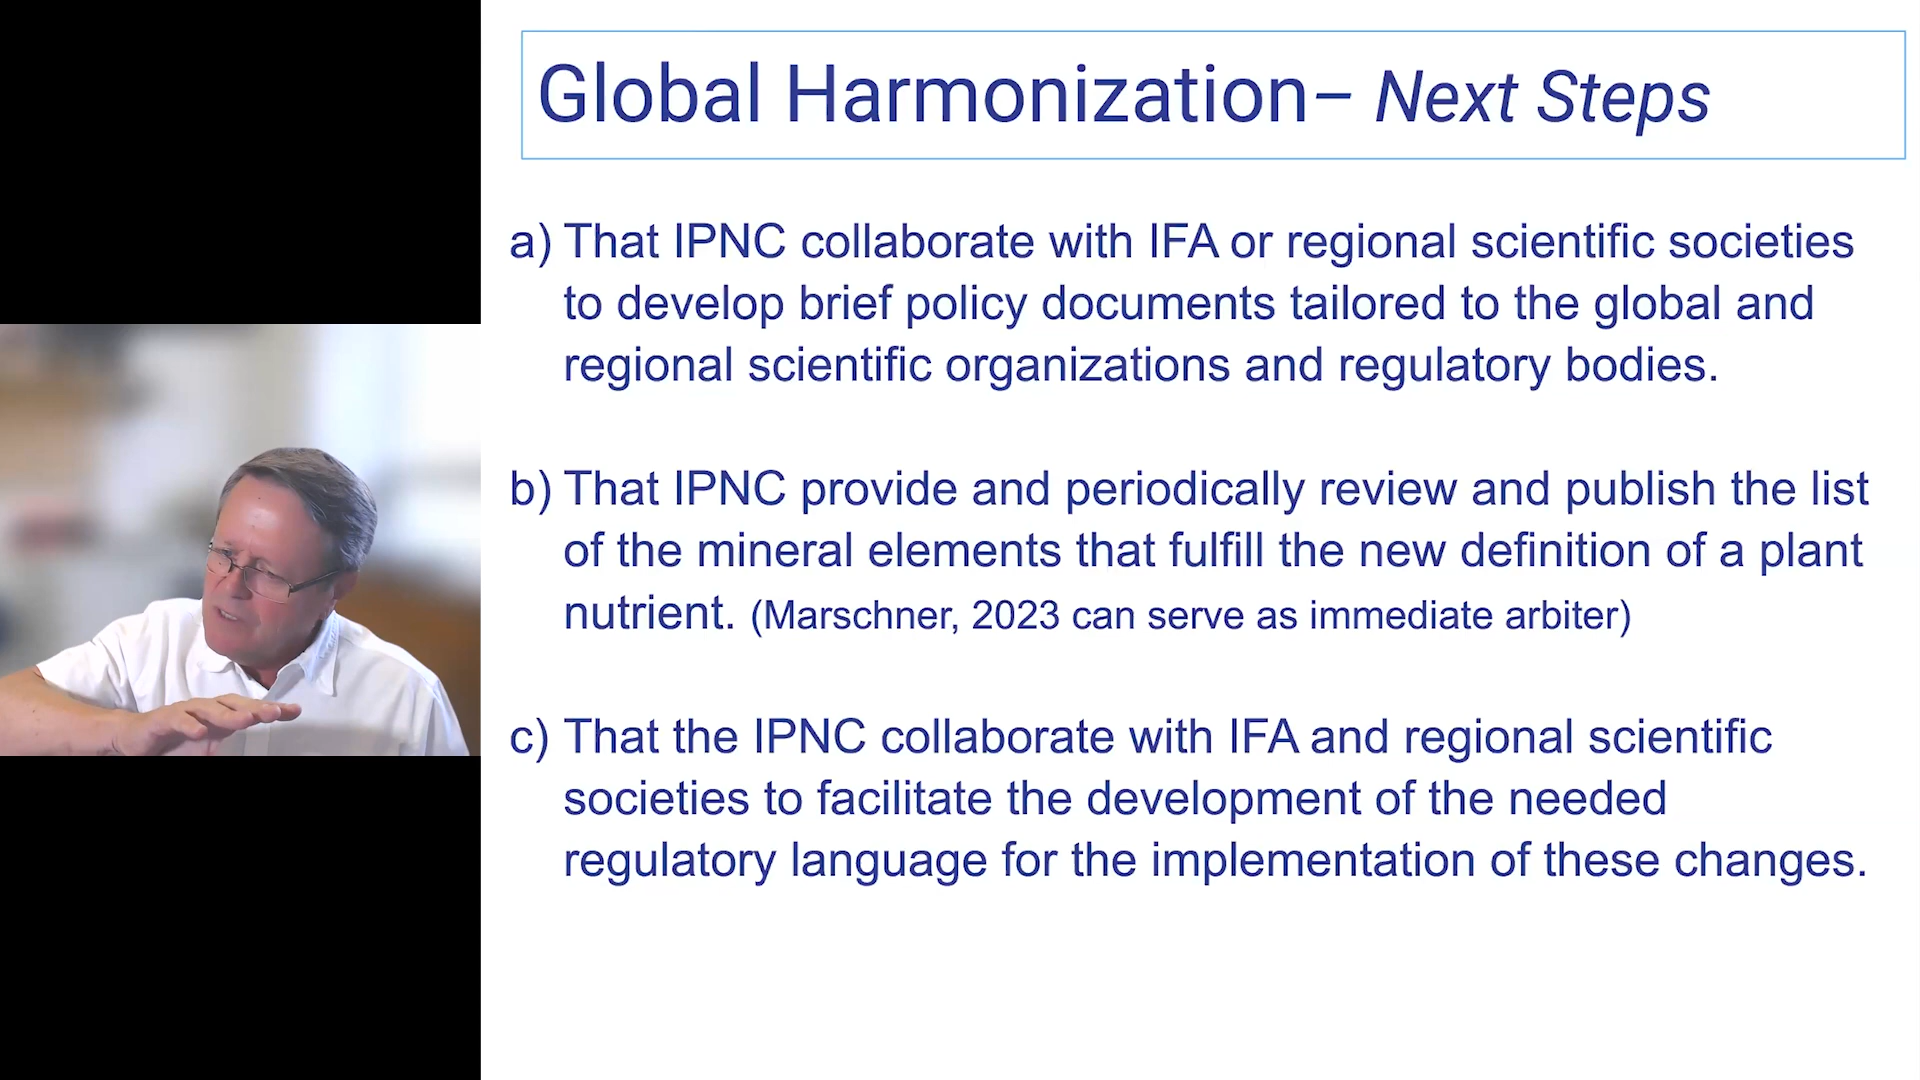 Global Harmonization– Next Steps
a) That IPNC collaborate with IFA or regional scientific societies
to develop brief policy documents tailored to the global and
regional scientific organizations and regulatory bodies.
b) That IPNC provide and periodically review and publish the list
of the mineral elements that fulfill the new definition of a plant
nutrient. (Marschner, 2023 can serve as immediate arbiter)
c) That the IPNC collaborate with IFA and regional scientific
societies to facilitate the development of the needed
regulatory language for the implementation of these changes.